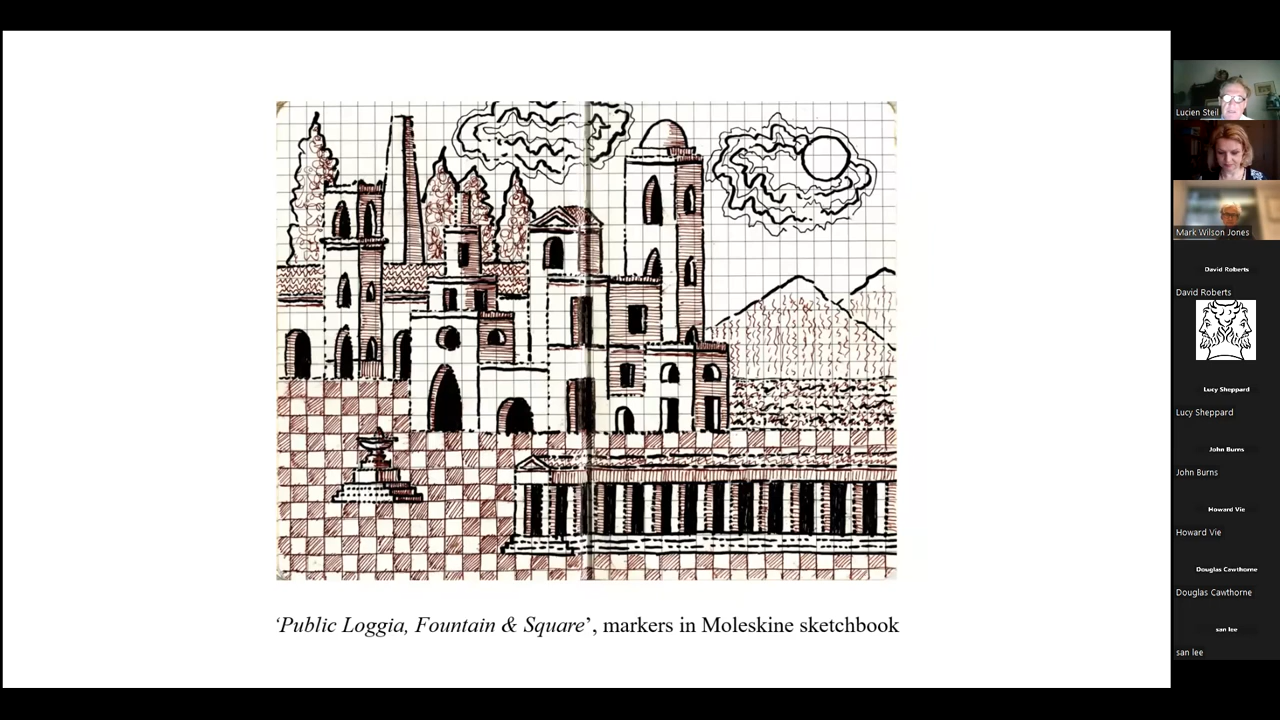 ‘Public Loggia, Fountain & Square’, markers in Moleskine sketchbook
Lucien Steil
Mark Wilson Jones
David Roberts
David Roberts
Lucy Sheppard
Lucy Sheppard
John Burns
John Burns
Howard Vie
Howard Vie
Douglas Cawthorne
Douglas Cawthorne
san lee
san lee